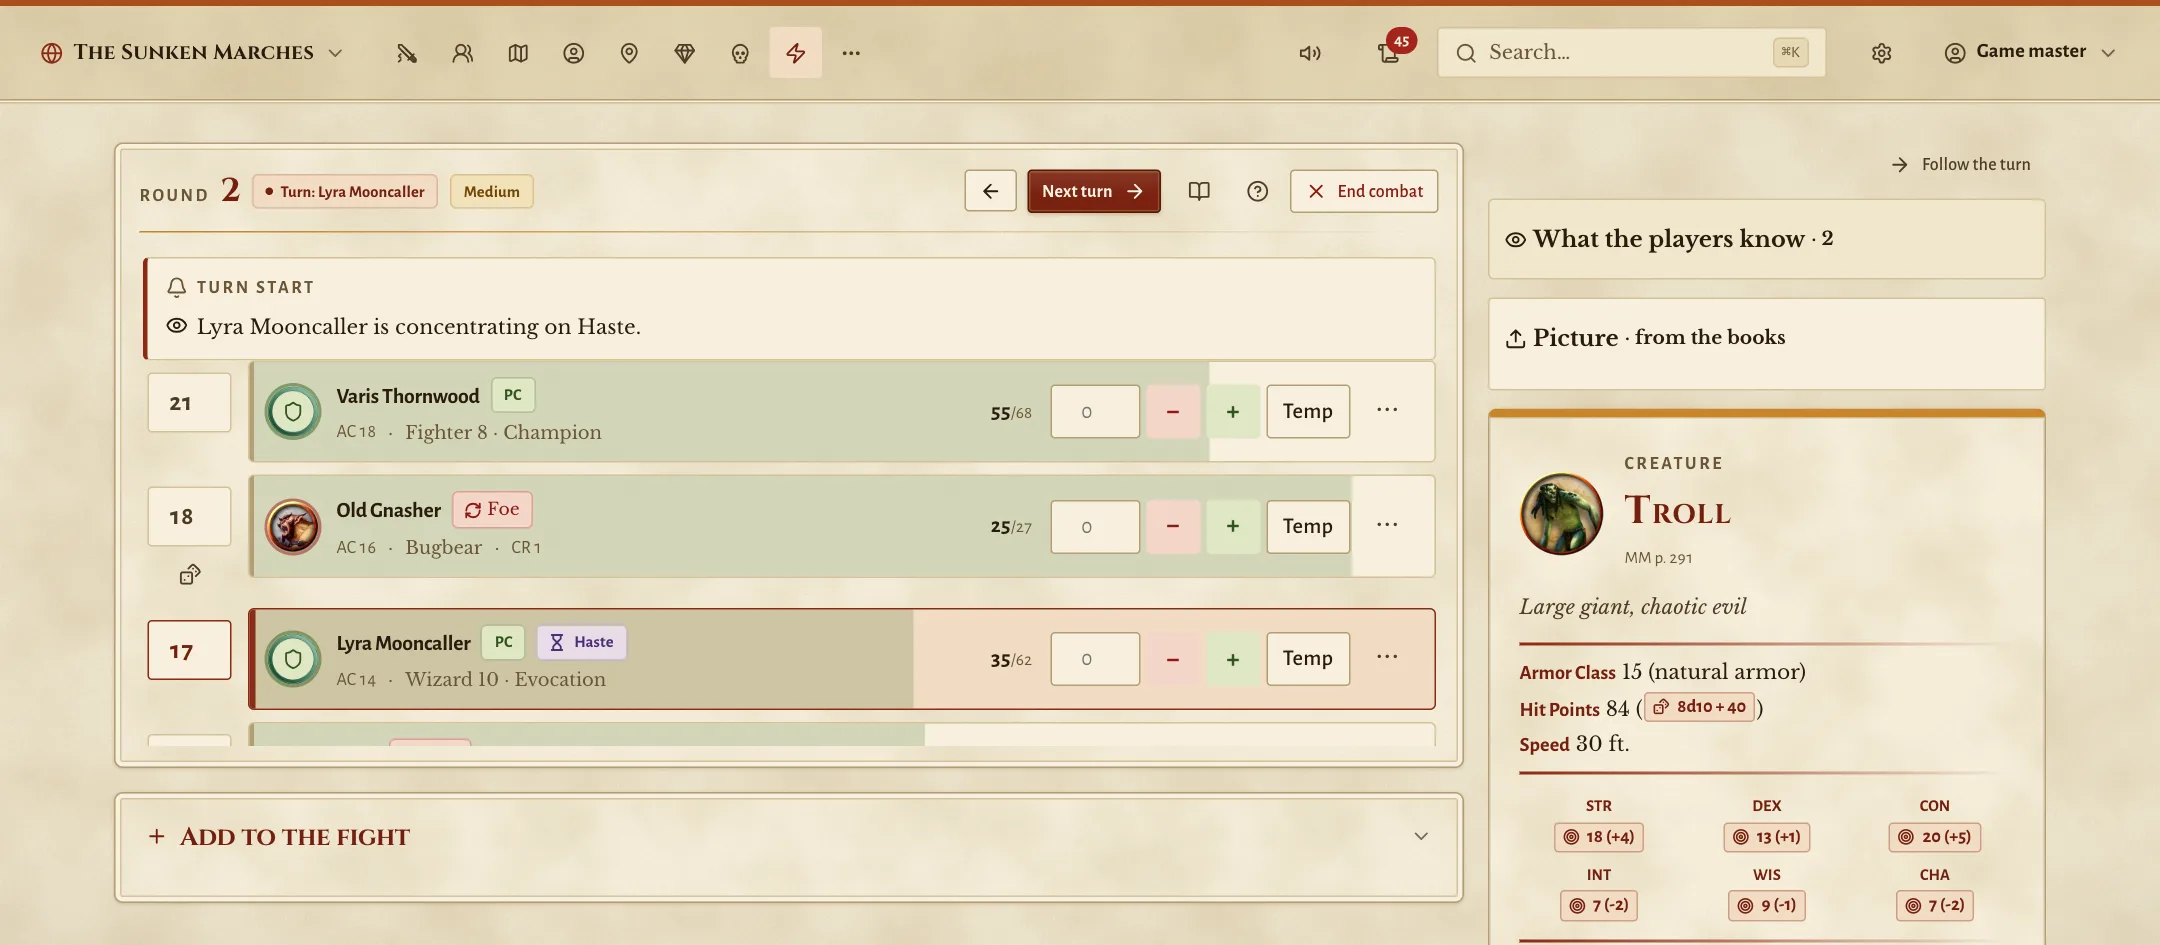 The Sunken Marches
45
Search...
⌘K
Game master
ROUND 2
Turn: Lyra Mooncaller
Medium
Next turn
End combat
TURN START
Lyra Mooncaller is concentrating on Haste.
21
Varis Thornwood PC
AC 18 · Fighter 8 · Champion
55/68
0
−
+
Temp
...
18
Old Gnasher Foe
AC 16 · Bugbear · CR 1
25/27
0
−
+
Temp
...
17
Lyra Mooncaller PC Haste
AC 14 · Wizard 10 · Evocation
35/62
0
−
+
Temp
...
+ Add to the fight
Follow the turn
What the players know · 2
Picture · from the books
CREATURE
Troll
MM p. 291
Large giant, chaotic evil
Armor Class 15 (natural armor)
Hit Points 84 (8d10 + 40)
Speed 30 ft.
STR DEX CON
18 (+4) 13 (+1) 20 (+5)
INT WIS CHA
7 (-2) 9 (-1) 7 (-2)